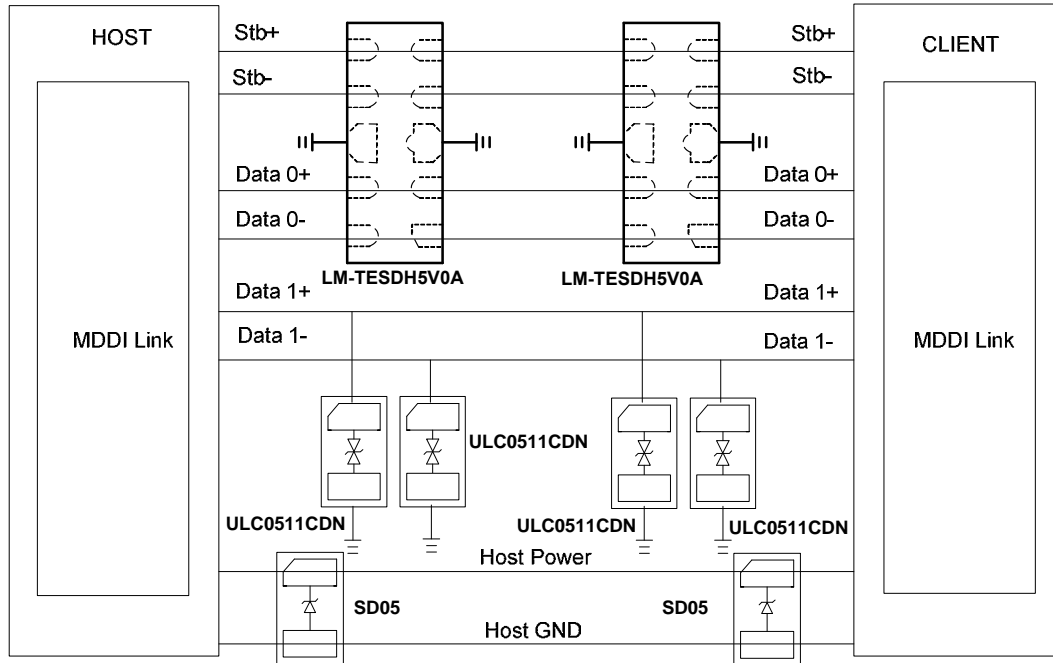 HOST
Stb+
Stb+
CLIENT
Stb-
Stb-
Data 0+
Data 0+
Data 0-
Data 0-
LM-TESDH5V0A
LM-TESDH5V0A
Data 1+
Data 1+
MDDI Link
Data 1-
Data 1-
MDDI Link
ULC0511CDN
ULC0511CDN
ULC0511CDN
ULC0511CDN
Host Power
SD05
SD05
Host GND